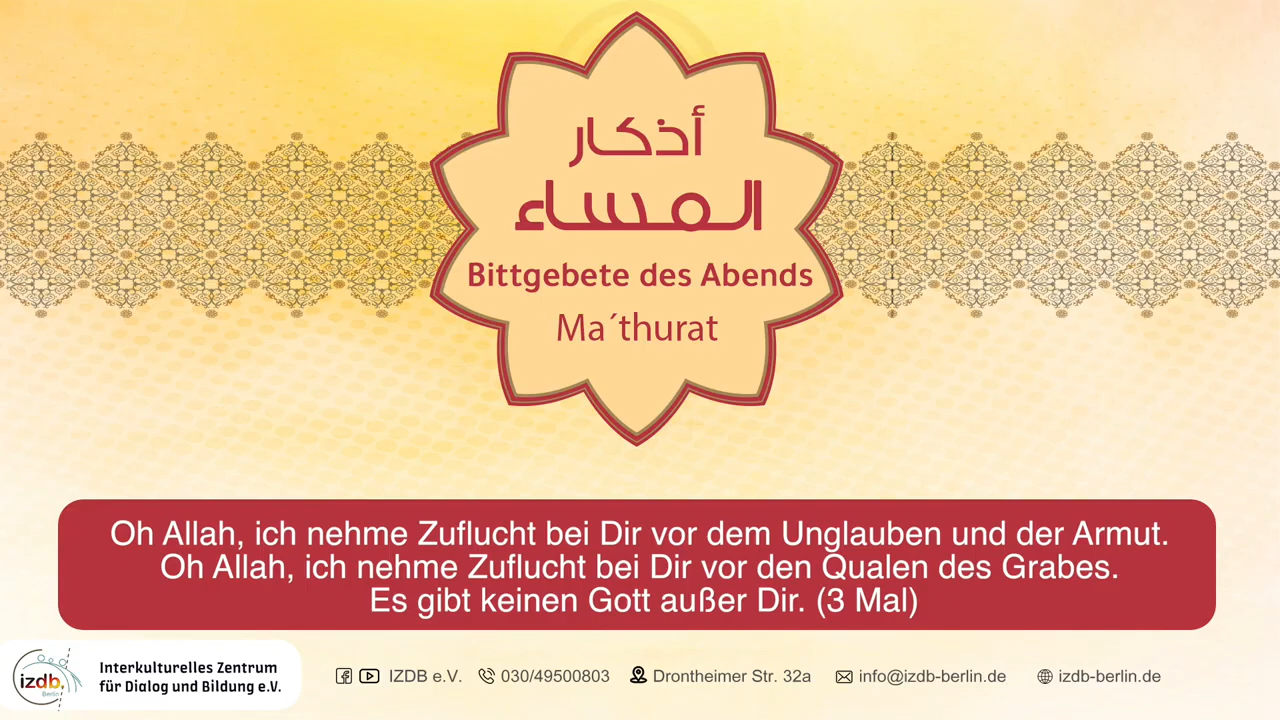 أذكار
المساء
Bittgebete des Abends
Ma´thurat
Oh Allah, ich nehme Zuflucht bei Dir vor dem Unglauben und der Armut.
Oh Allah, ich nehme Zuflucht bei Dir vor den Qualen des Grabes.
Es gibt keinen Gott außer Dir. (3 Mal)
izdb
Berlin
Interkulturelles Zentrum
für Dialog und Bildung e.V.
IZDB e.V. 030/49500803 Drontheimer Str. 32a info@izdb-berlin.de izdb-berlin.de